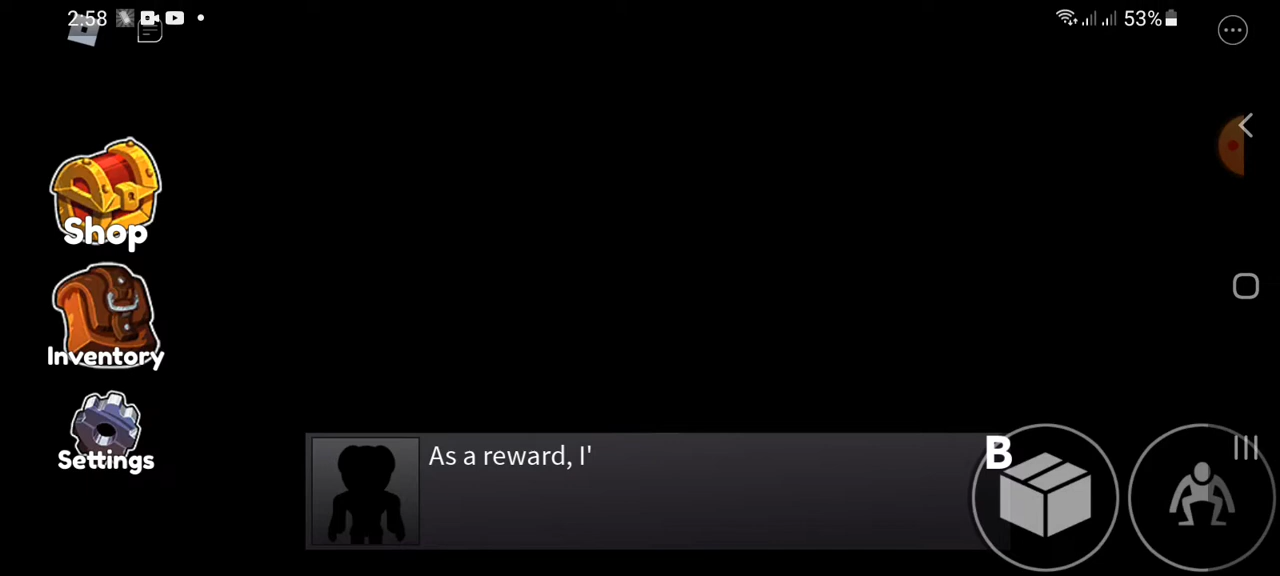 2:58
53%
Shop
Inventory
Settings
As a reward, I'
B